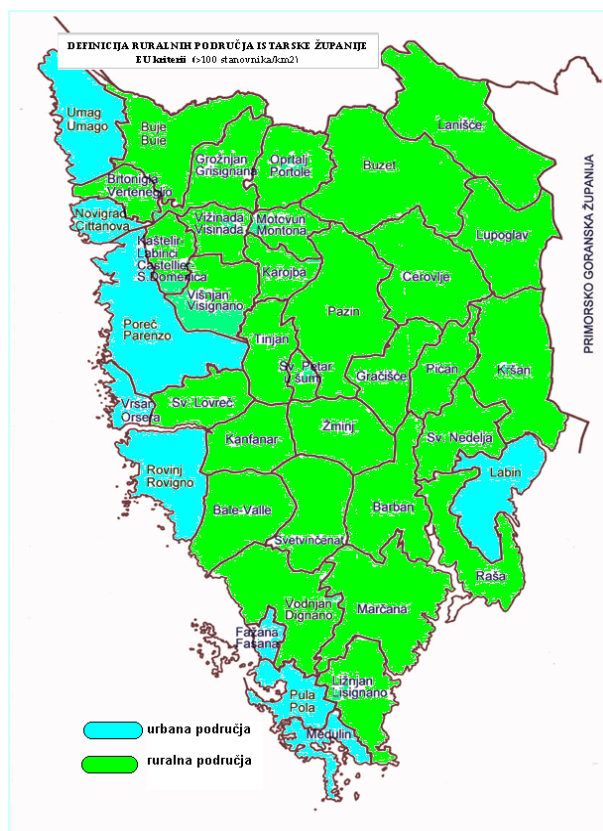 DEFINICIJA RURALNIH PODRUČJA ISTARSKE ŽUPANIJE
EU kriterii (>100 stanovnika/km2)
Umag
Umago
Buje
Buie
Grožnjan
Grisignana
Oprtalj
Portole
Buzet
Lanišće
Brtonigla
Verteneglio
Novigrad
Cittanova
Vižinada
Visinada
Motovun
Montona
Lupoglav
Kaštelir-
Labinci
Castellier-
S.Domenica
Karojba
Cerovlje
Višnjan
Visignano
Pazin
Poreč
Parenzo
Tinjan
Sv. Petar
u šumi
Gračišće
Pićan
Kršan
Vrsar
Orsera
Sv. Lovreč
Kanfanar
Žminj
Sv. Nedelja
Labin
Rovinj
Rovigno
Bale-Valle
Barban
Svetvinčenat
Raša
Vodnjan
Dignano
Marčana
Fažana
Fasana
Ližnjan
Lisignano
Pula
Pola
Medulin
PRIMORSKO GORANSKA ŽUPANIJA
urbana područja
ruralna područja